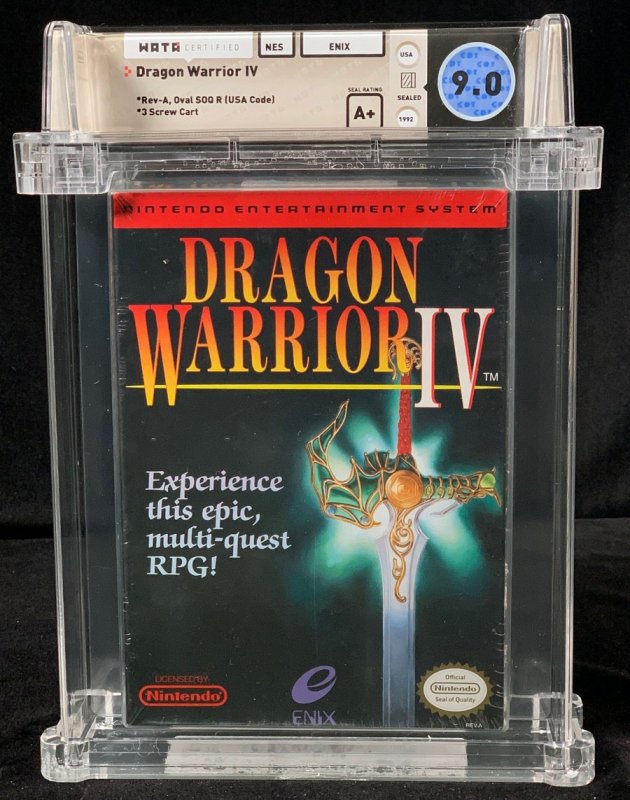 WATA CERTIFIED
NES
ENIX
Dragon Warrior IV
*Rev-A, Oval SOQ R (USA Code)
*3 Screw Cart
SEAL RATING
A+
USA
SEALED
1992
9.0
NINTENDO ENTERTAINMENT SYSTEM
DRAGON
WARRIOR IV
TM
Experience
this epic,
multi-quest
RPG!
LICENSED BY
Nintendo
ENIX
Official
Nintendo
Seal of Quality
REV-A